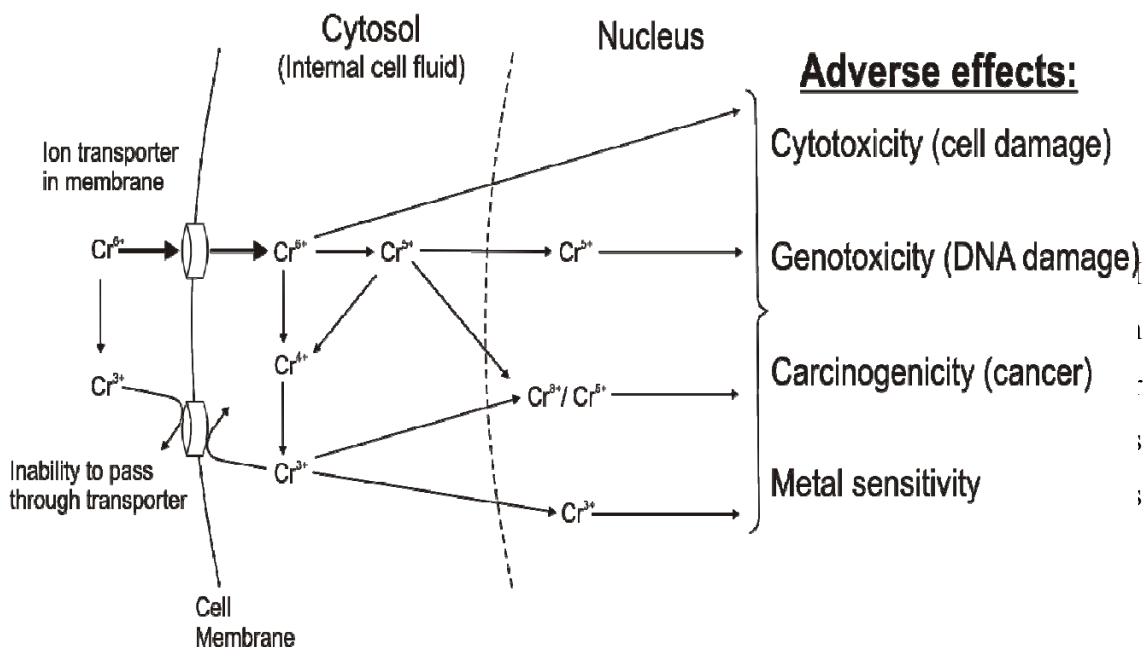 Cytosol
(Internal cell fluid)
Nucleus
Adverse effects:
Ion transporter
in membrane
Cytotoxicity (cell damage)
Cr⁶⁺
Cr⁶⁺
Cr⁵⁺
Cr⁵⁺
Genotoxicity (DNA damage)
Cr⁴⁺
Cr³⁺
Cr³⁺/ Cr⁵⁺
Carcinogenicity (cancer)
Inability to pass
through transporter
Cr³⁺
Metal sensitivity
Cr³⁺
Cell
Membrane